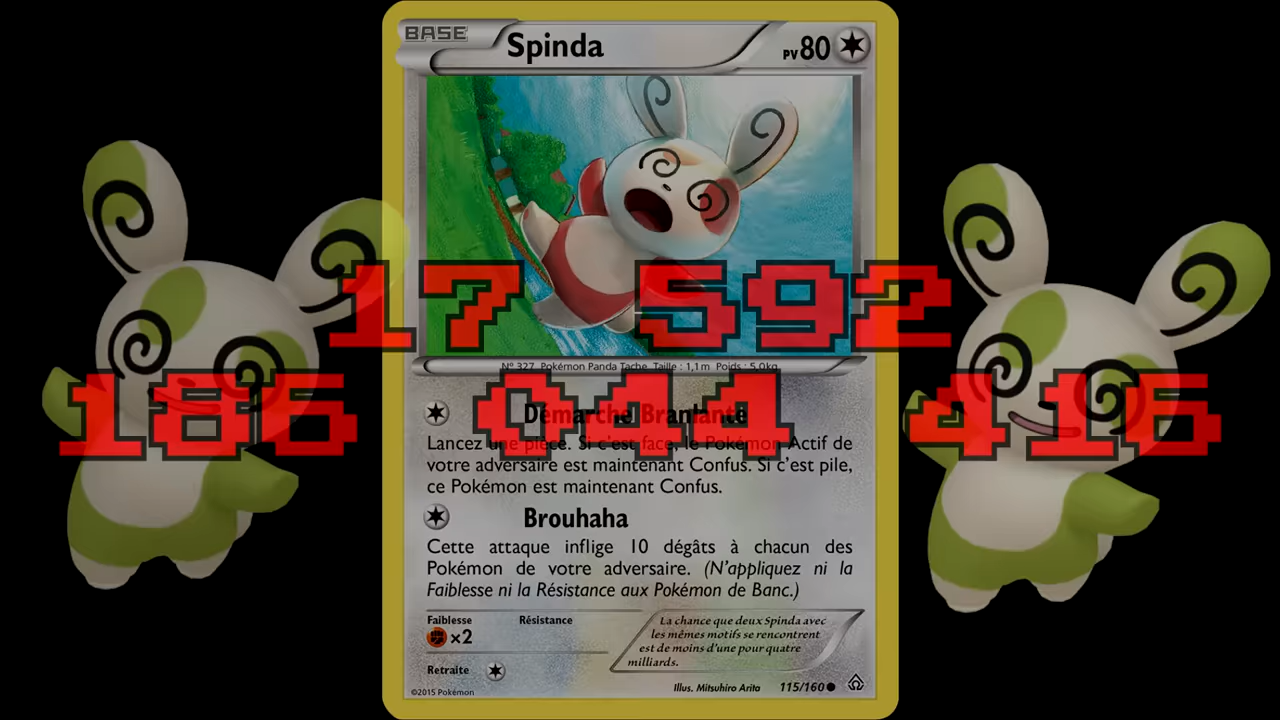 BASE
Spinda
PV80
17 592
N° 327 Pokémon Panda Tache Taille : 1,1m Poids : 5,0kg
186 044 416
Démarche Branlante
Lancez une pièce. Si c'est face, le Pokémon Actif de
votre adversaire est maintenant Confus. Si c'est pile,
ce Pokémon est maintenant Confus.
Brouhaha
Cette attaque inflige 10 dégâts à chacun des
Pokémon de votre adversaire. (N'appliquez ni la
Faiblesse ni la Résistance aux Pokémon de Banc.)
Faiblesse
Résistance
×2
La chance que deux Spinda avec
les mêmes motifs se rencontrent
est de moins d'une pour quatre
milliards.
Retraite
Illus. Mitsuhiro Arita
115/160
©2015 Pokémon